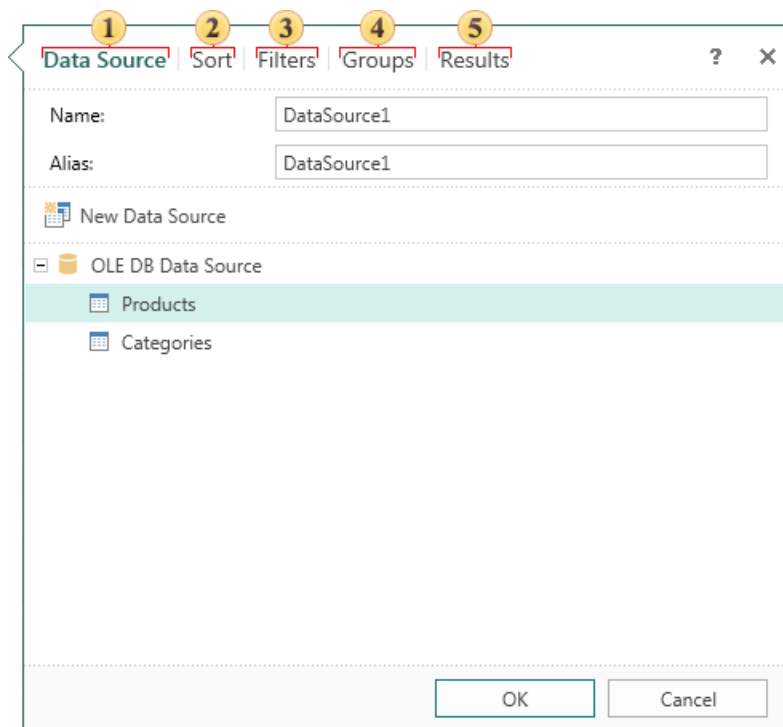 1 2 3 4 5
Data Source Sort Filters Groups Results ? ×
Name: DataSource1
Alias: DataSource1
New Data Source
OLE DB Data Source
Products
Categories
OK Cancel